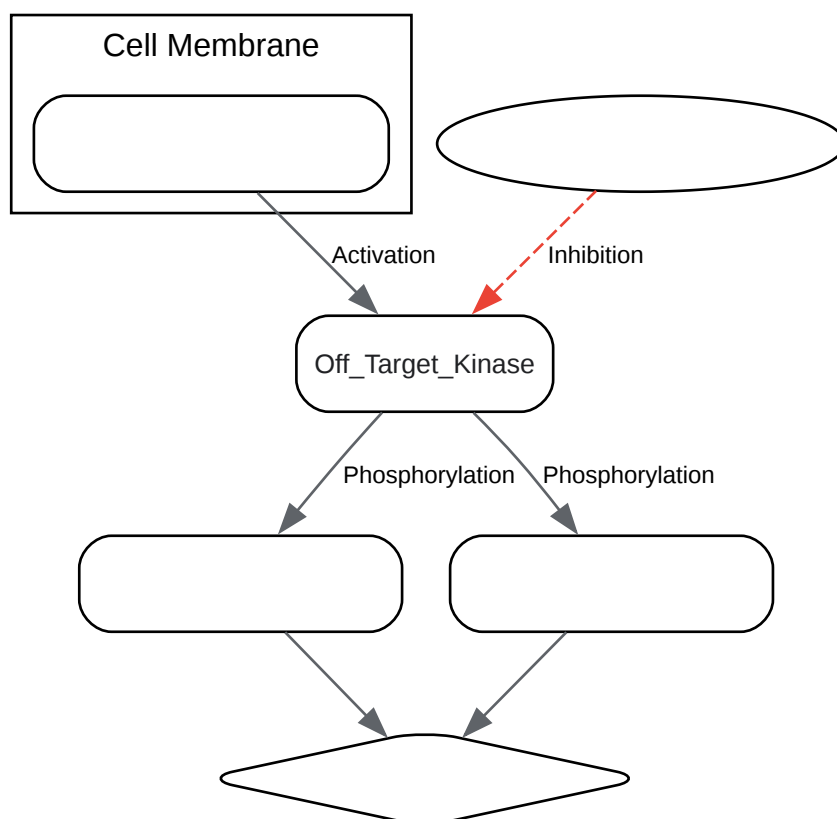 Cell Membrane
Activation
Inhibition
Off_Target_Kinase
Phosphorylation
Phosphorylation